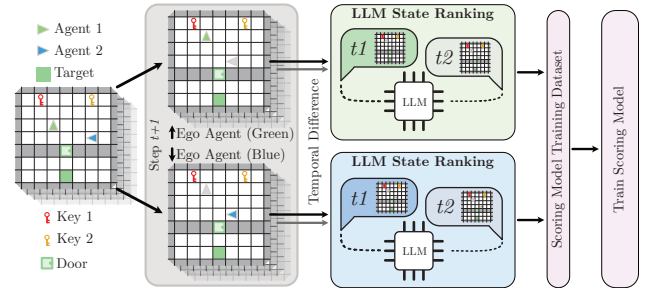 Agent 1
Agent 2
Target
Key 1
Key 2
Door
Step t+1
Ego Agent (Green)
Ego Agent (Blue)
Temporal Difference
LLM State Ranking
t1
t2
LLM
LLM State Ranking
t1
t2
LLM
Scoring Model Training Dataset
Train Scoring Model